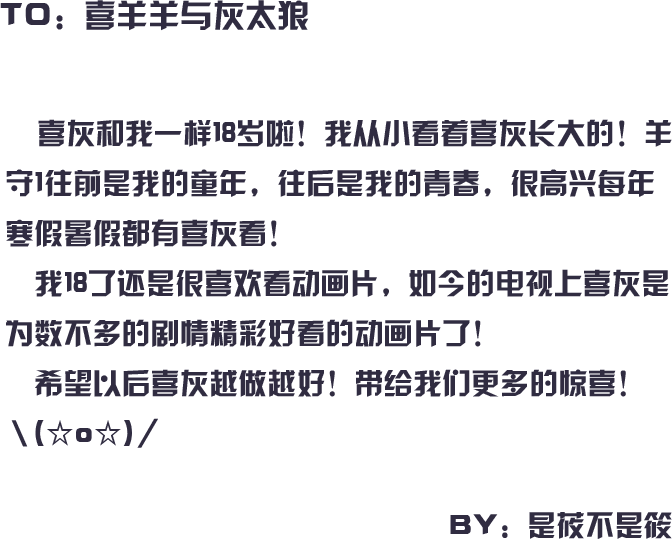 TO：喜羊羊与灰太狼
喜灰和我一样18岁啦！我从小看着喜灰长大的！羊
守1往前是我的童年，往后是我的青春，很高兴每年
寒假暑假都有喜灰看！
我18了还是很喜欢看动画片，如今的电视上喜灰是
为数不多的剧情精彩好看的动画片了！
希望以后喜灰越做越好！带给我们更多的惊喜！
\(☆o☆)/
BY：是莜不是筱